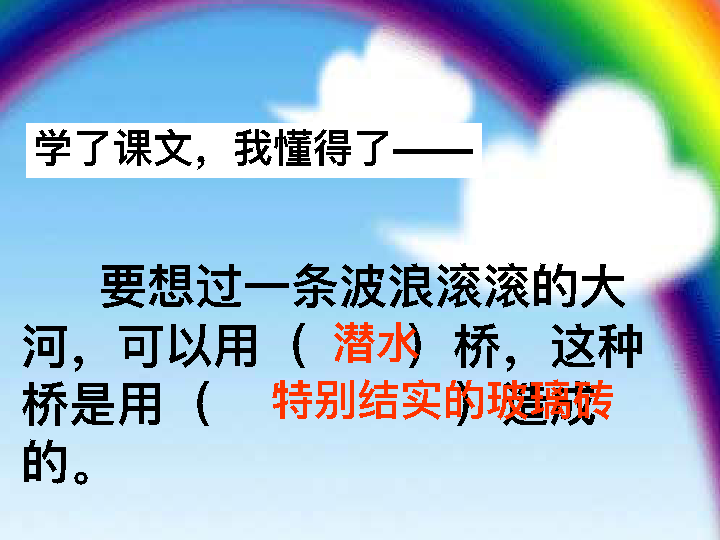 学了课文，我懂得了——
要想过一条波浪滚滚的大
河，可以用（潜水）桥，这种
桥是用（特别结实的玻璃砖）造成
的。